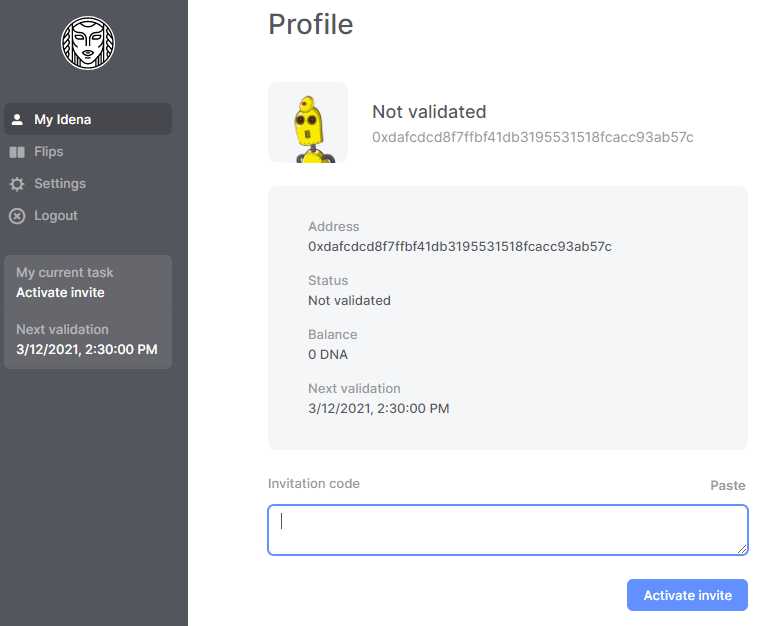 Profile
My Idena
Flips
Settings
Logout
My current task
Activate invite
Next validation
3/12/2021, 2:30:00 PM
Not validated
0xdafcdcd8f7ffbf41db3195531518fcacc93ab57c
Address
0xdafcdcd8f7ffbf41db3195531518fcacc93ab57c
Status
Not validated
Balance
0 DNA
Next validation
3/12/2021, 2:30:00 PM
Invitation code
Paste
Activate invite